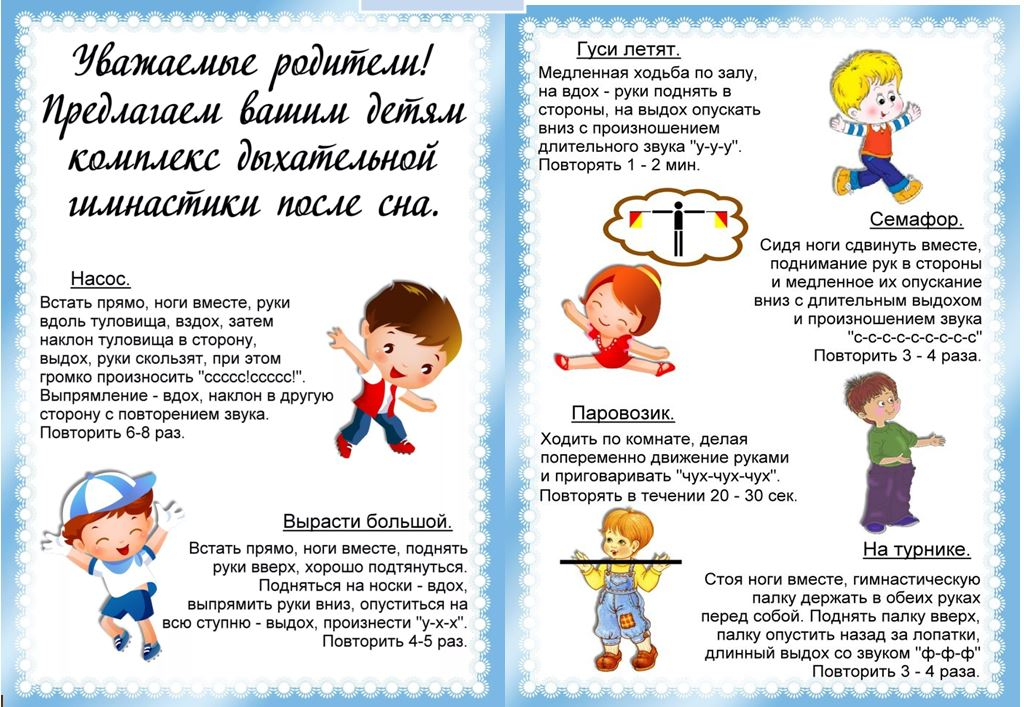 Уважаемые родители!
Предлагаем вашим детям
комплекс дыхательной
гимнастики после сна.
Насос.
Встать прямо, ноги вместе, руки
вдоль туловища, вздох, затем
наклон туловища в сторону,
выдох, руки скользят, при этом
громко произносить "ссссс!ссссс!".
Выпрямление - вдох, наклон в другую
сторону с повторением звука.
Повторить 6-8 раз.
Вырасти большой.
Встать прямо, ноги вместе, поднять
руки вверх, хорошо подтянуться.
Подняться на носки - вдох,
выпрямить руки вниз, опуститься на
всю ступню - выдох, произнести "у-х-х".
Повторить 4-5 раз.
Гуси летят.
Медленная ходьба по залу,
на вдох - руки поднять в
стороны, на выдох опускать
вниз с произношением
длительного звука "у-у-у".
Повторять 1 - 2 мин.
Семафор.
Сидя ноги сдвинуть вместе,
поднимание рук в стороны
и медленное их опускание
вниз с длительным выдохом
и произношением звука
"с-с-с-с-с-с-с-с"
Повторить 3 - 4 раза.
Паровозик.
Ходить по комнате, делая
попеременно движение руками
и приговаривать "чух-чух-чух".
Повторять в течении 20 - 30 сек.
На турнике.
Стоя ноги вместе, гимнастическую
палку держать в обеих руках
перед собой. Поднять палку вверх,
палку опустить назад за лопатки,
длинный выдох со звуком "ф-ф-ф"
Повторить 3 - 4 раза.